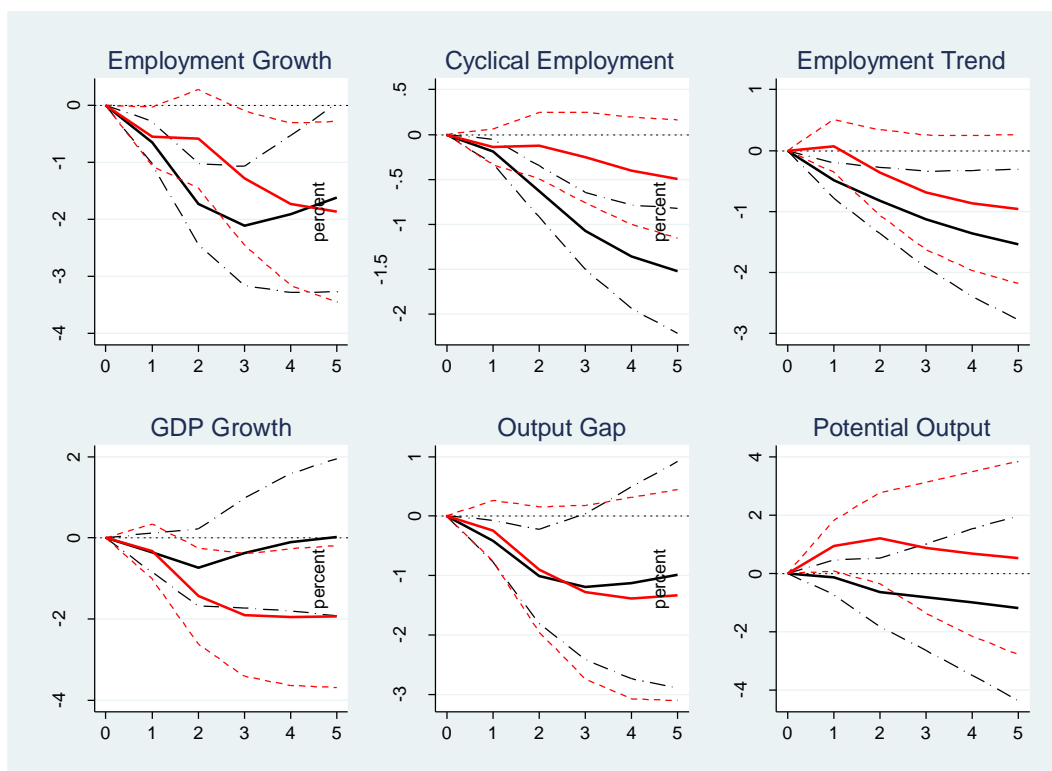 Employment Growth
0
-1
-2
-3
-4
0 1 2 3 4 5
Cyclical Employment
percent
.5
0
-.5
-1
-1.5
-2
0 1 2 3 4 5
Employment Trend
percent
1
0
-1
-2
-3
0 1 2 3 4 5
GDP Growth
2
0
-2
-4
0 1 2 3 4 5
Output Gap
percent
1
0
-1
-2
-3
0 1 2 3 4 5
Potential Output
percent
4
2
0
-2
-4
0 1 2 3 4 5